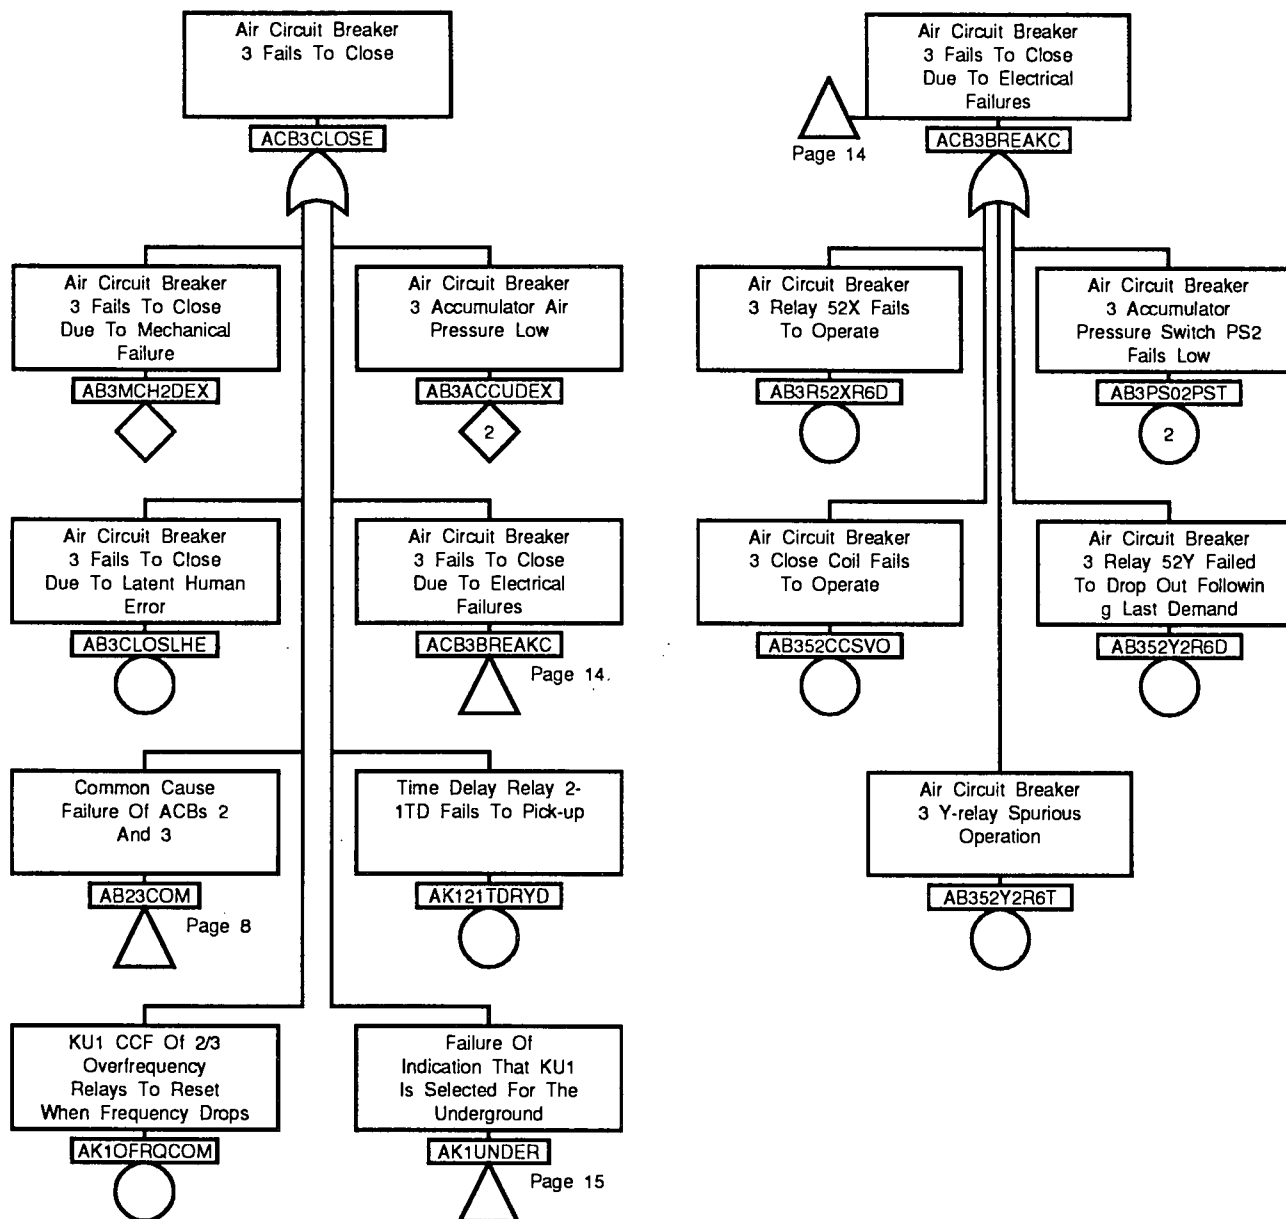 Air Circuit Breaker
3 Fails To Close
ACB3CLOSE
Air Circuit Breaker
3 Fails To Close
Due To Mechanical
Failure
AB3MCH2DEX
Air Circuit Breaker
3 Accumulator Air
Pressure Low
AB3ACCUDEX
2
Air Circuit Breaker
3 Fails To Close
Due To Latent Human
Error
AB3CLOSLHE
Air Circuit Breaker
3 Fails To Close
Due To Electrical
Failures
ACB3BREAKC
Page 14.
Common Cause
Failure Of ACBs 2
And 3
AB23COM
Page 8
Time Delay Relay 2-
1TD Fails To Pick-up
AK121TDRYD
KU1 CCF Of 2/3
Overfrequency
Relays To Reset
When Frequency Drops
AK1OFRQCOM
Failure Of
Indication That KU1
Is Selected For The
Underground
AK1UNDER
Page 15
Air Circuit Breaker
3 Fails To Close
Due To Electrical
Failures
Page 14
ACB3BREAKC
Air Circuit Breaker
3 Relay 52X Fails
To Operate
AB3R52XR6D
Air Circuit Breaker
3 Accumulator
Pressure Switch PS2
Fails Low
AB3PS02PST
2
Air Circuit Breaker
3 Close Coil Fails
To Operate
AB352CCSVO
Air Circuit Breaker
3 Relay 52Y Failed
To Drop Out Followin
g Last Demand
AB352Y2R6D
Air Circuit Breaker
3 Y-relay Spurious
Operation
AB352Y2R6T